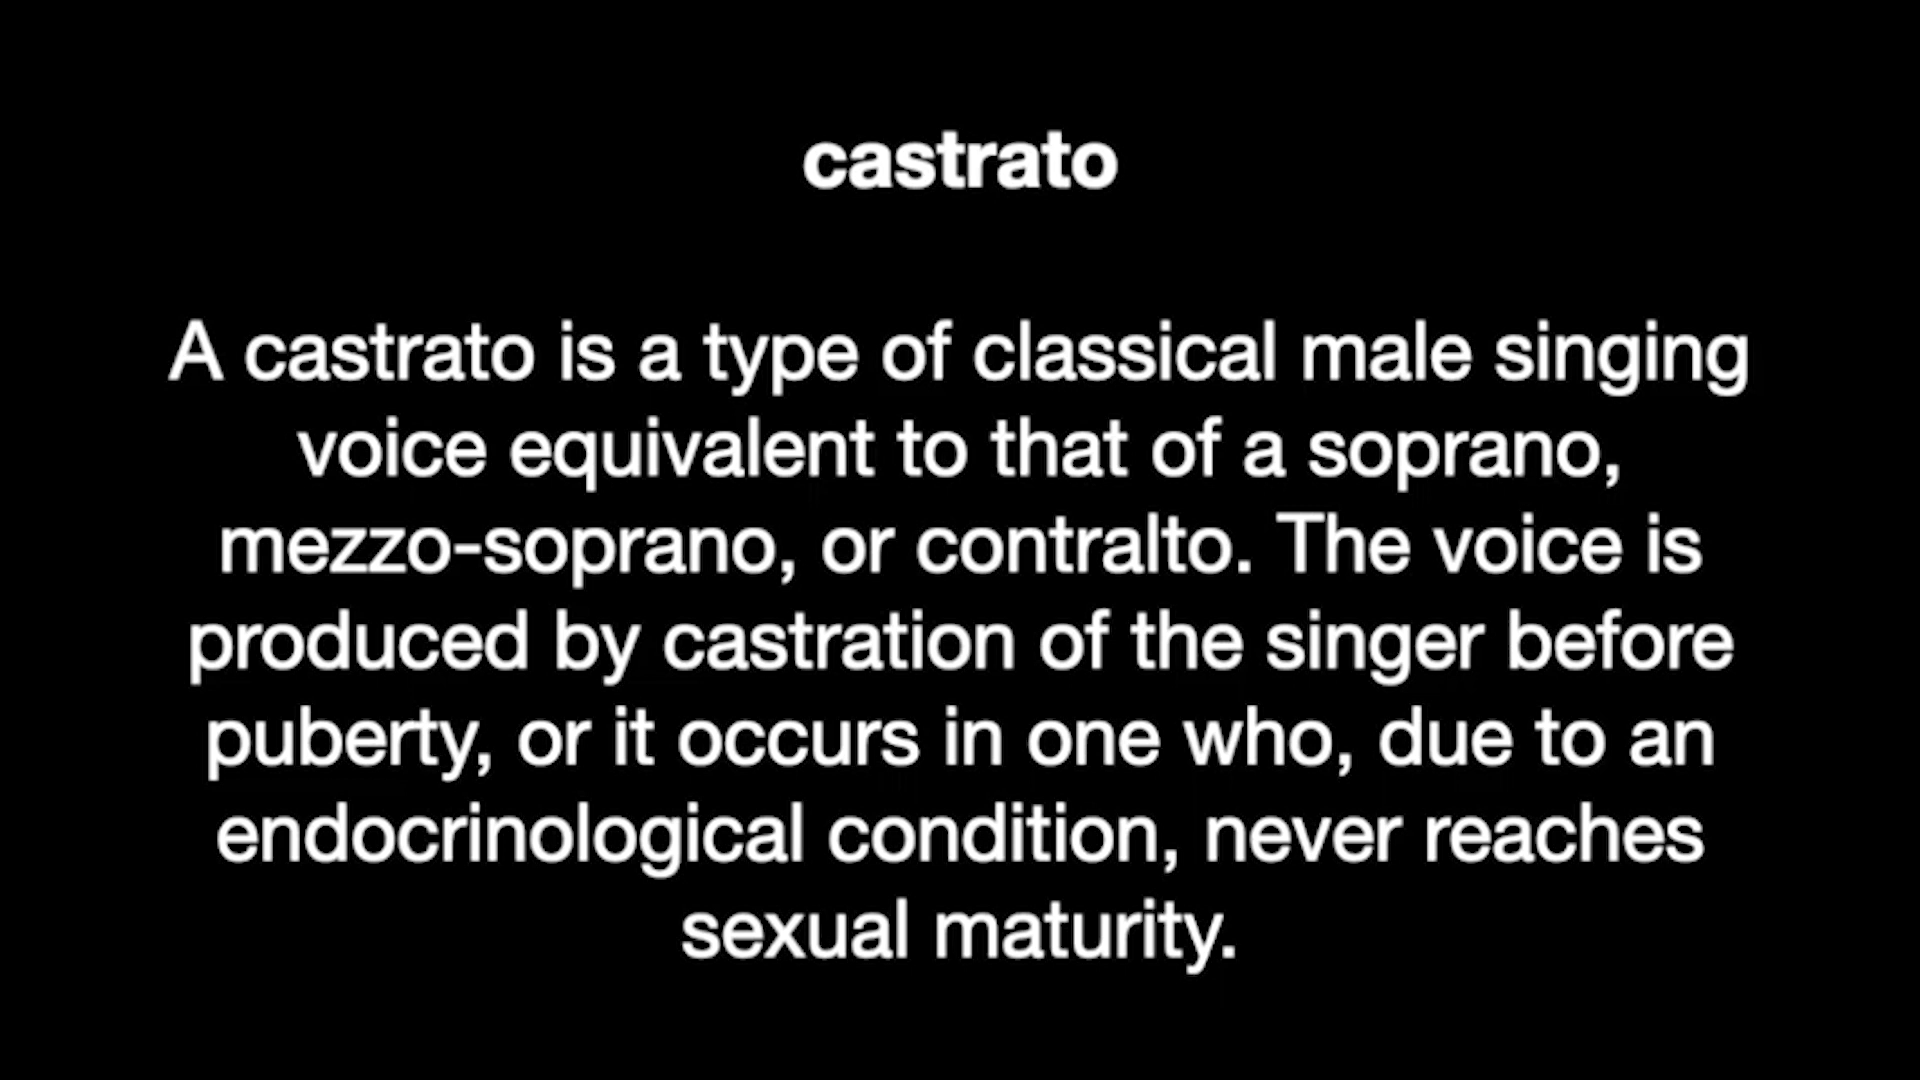 castrato
A castrato is a type of classical male singing
voice equivalent to that of a soprano,
mezzo-soprano, or contralto. The voice is
produced by castration of the singer before
puberty, or it occurs in one who, due to an
endocrinological condition, never reaches
sexual maturity.